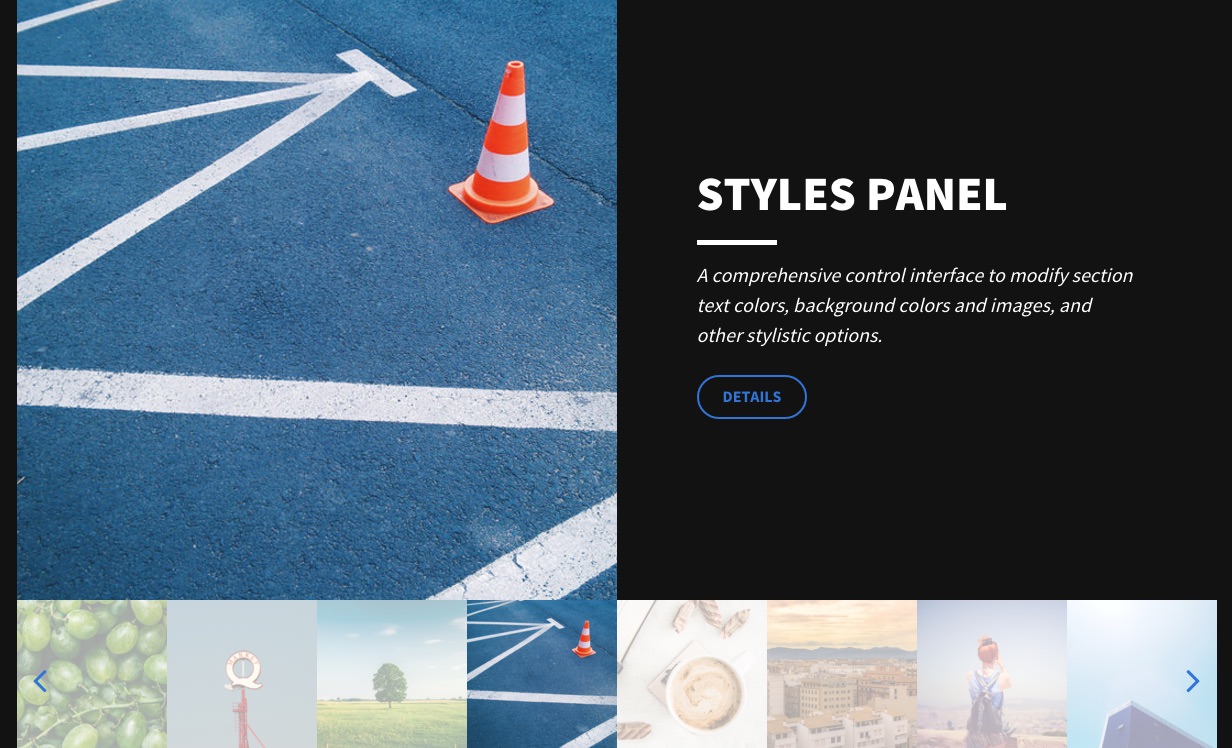 STYLES PANEL
A comprehensive control interface to modify section
text colors, background colors and images, and
other stylistic options.
DETAILS